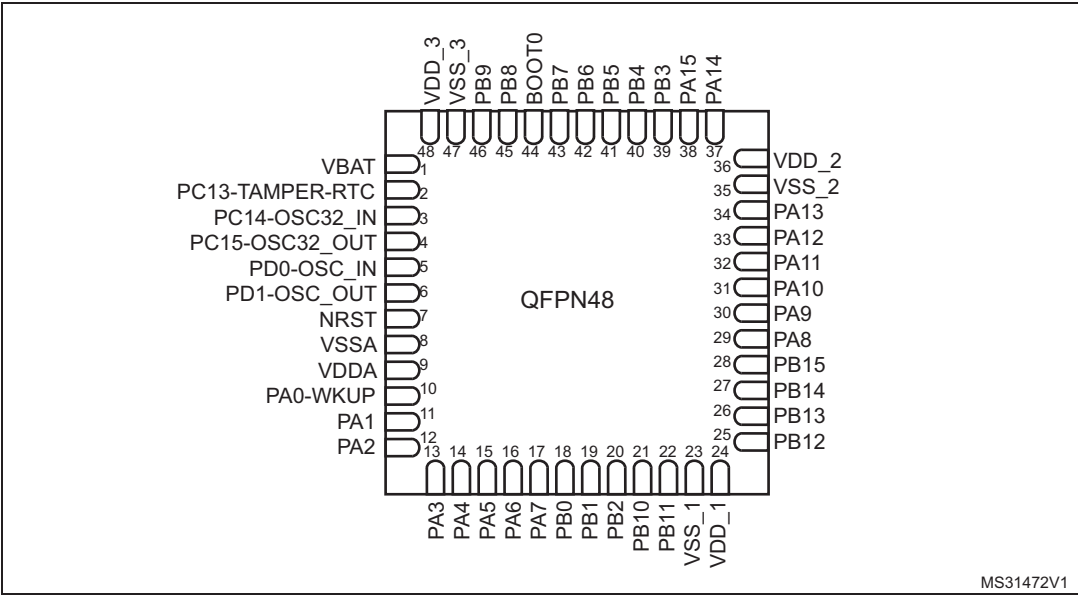 VDD_3
VSS_3
PB9
PB8
BOOT0
PB7
PB6
PB5
PB4
PB3
PA15
PA14
48 47 46 45 44 43 42 41 40 39 38 37
VBAT 1
PC13-TAMPER-RTC 2
PC14-OSC32_IN 3
PC15-OSC32_OUT 4
PD0-OSC_IN 5
PD1-OSC_OUT 6
NRST 7
VSSA 8
VDDA 9
PA0-WKUP 10
PA1 11
PA2 12
QFPN48
36 VDD_2
35 VSS_2
34 PA13
33 PA12
32 PA11
31 PA10
30 PA9
29 PA8
28 PB15
27 PB14
26 PB13
25 PB12
13 14 15 16 17 18 19 20 21 22 23 24
PA3
PA4
PA5
PA6
PA7
PB0
PB1
PB2
PB10
PB11
VSS_1
VDD_1
MS31472V1